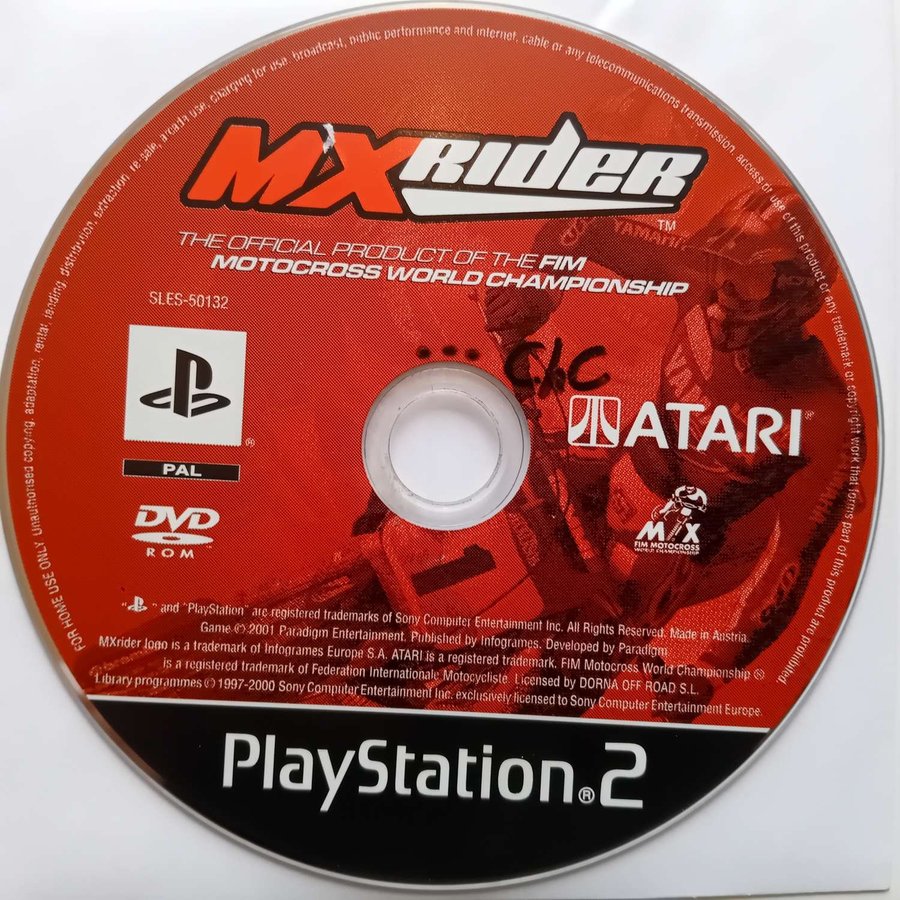 FOR HOME USE ONLY. Unauthorised copying, adaptation, rental, lending, distribution, extraction, re-sale, arcade use, charging for use, broadcast, public performance and internet, cable or any telecommunications transmission, access or use of this product or any trademark or copyright work that forms part of this product are prohibited.
MXRIDER
TM
THE OFFICIAL PRODUCT OF THE FIM
MOTOCROSS WORLD CHAMPIONSHIP
SLES-50132
YAMAHA
... C%C
®
ATARI®
PAL
DVD
ROM
MX
FIM MOTOCROSS
WORLD CHAMPIONSHIP
YAMAHA
1
" " and "PlayStation" are registered trademarks of Sony Computer Entertainment Inc. All Rights Reserved. Made in Austria.
Game © 2001 Paradigm Entertainment. Published by Infogrames. Developed by Paradigm.
MXrider logo is a trademark of Infogrames Europe S.A. ATARI is a registered trademark. FIM Motocross World Championship ®
is a registered trademark of Federation Internationale Motocycliste. Licensed by DORNA OFF ROAD S.L.
Library programmes © 1997-2000 Sony Computer Entertainment Inc. exclusively licensed to Sony Computer Entertainment Europe.
PlayStation®2